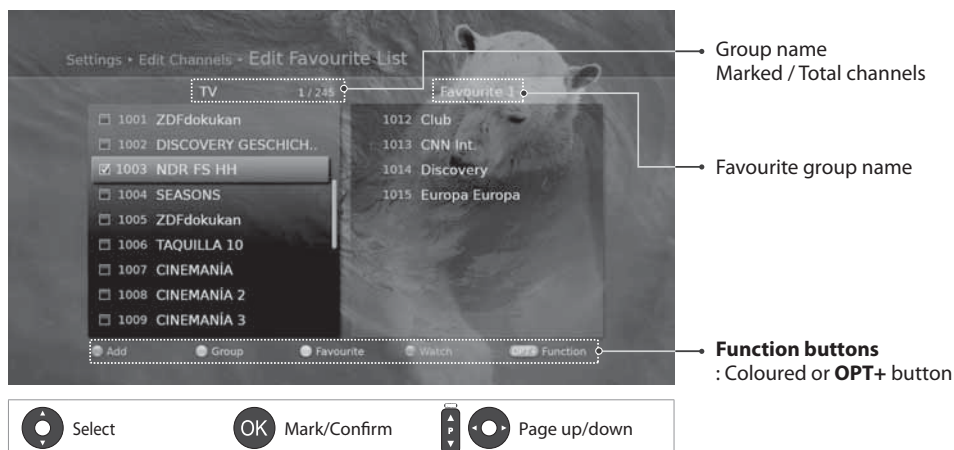 Settings • Edit Channels • Edit Favourite List
TV 1 / 245
Favourite 1
1001 ZDFdokukan
1002 DISCOVERY GESCHICH..
1003 NDR FS HH
1004 SEASONS
1005 ZDFdokukan
1006 TAQUILLA 10
1007 CINEMANÍA
1008 CINEMANÍA 2
1009 CINEMANÍA 3
1012 Club
1013 CNN Int.
1014 Discovery
1015 Europa Europa
Add Group Favourite Watch OPT+ Function
Group name
Marked / Total channels
Favourite group name
Function buttons
: Coloured or OPT+ button
Select
OK Mark/Confirm
P Page up/down